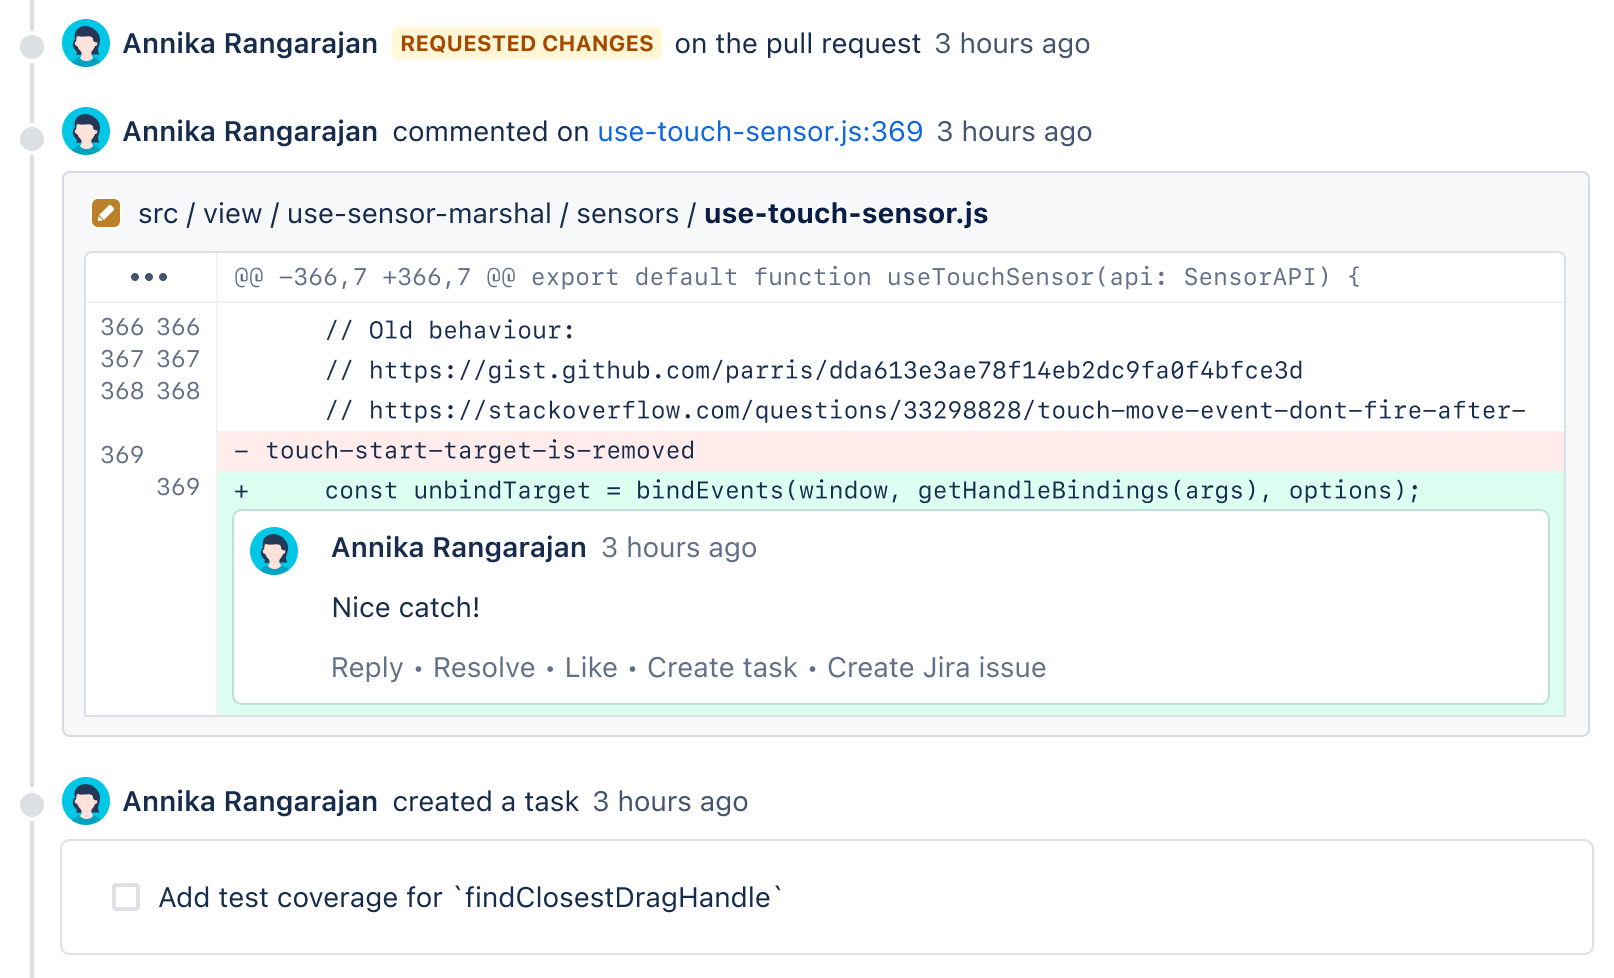 Annika Rangarajan REQUESTED CHANGES on the pull request 3 hours ago
Annika Rangarajan commented on use-touch-sensor.js:369 3 hours ago
src / view / use-sensor-marshal / sensors / use-touch-sensor.js
••• @@ −366,7 +366,7 @@ export default function useTouchSensor(api: SensorAPI) {
366 366 // Old behaviour:
367 367 // https://gist.github.com/parris/dda613e3ae78f14eb2dc9fa0f4bfce3d
368 368 // https://stackoverflow.com/questions/33298828/touch-move-event-dont-fire-after-
369 - touch-start-target-is-removed
369 + const unbindTarget = bindEvents(window, getHandleBindings(args), options);
Annika Rangarajan 3 hours ago
Nice catch!
Reply • Resolve • Like • Create task • Create Jira issue
Annika Rangarajan created a task 3 hours ago
Add test coverage for `findClosestDragHandle`